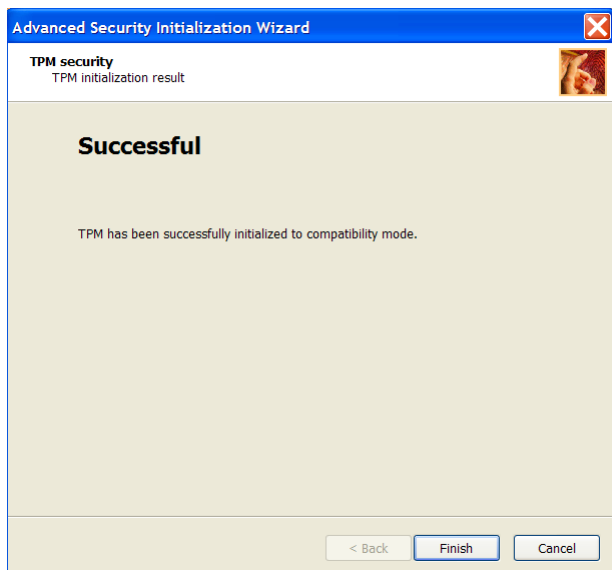 Advanced Security Initialization Wizard
TPM security
TPM initialization result
Successful
TPM has been successfully initialized to compatibility mode.
< Back Finish Cancel